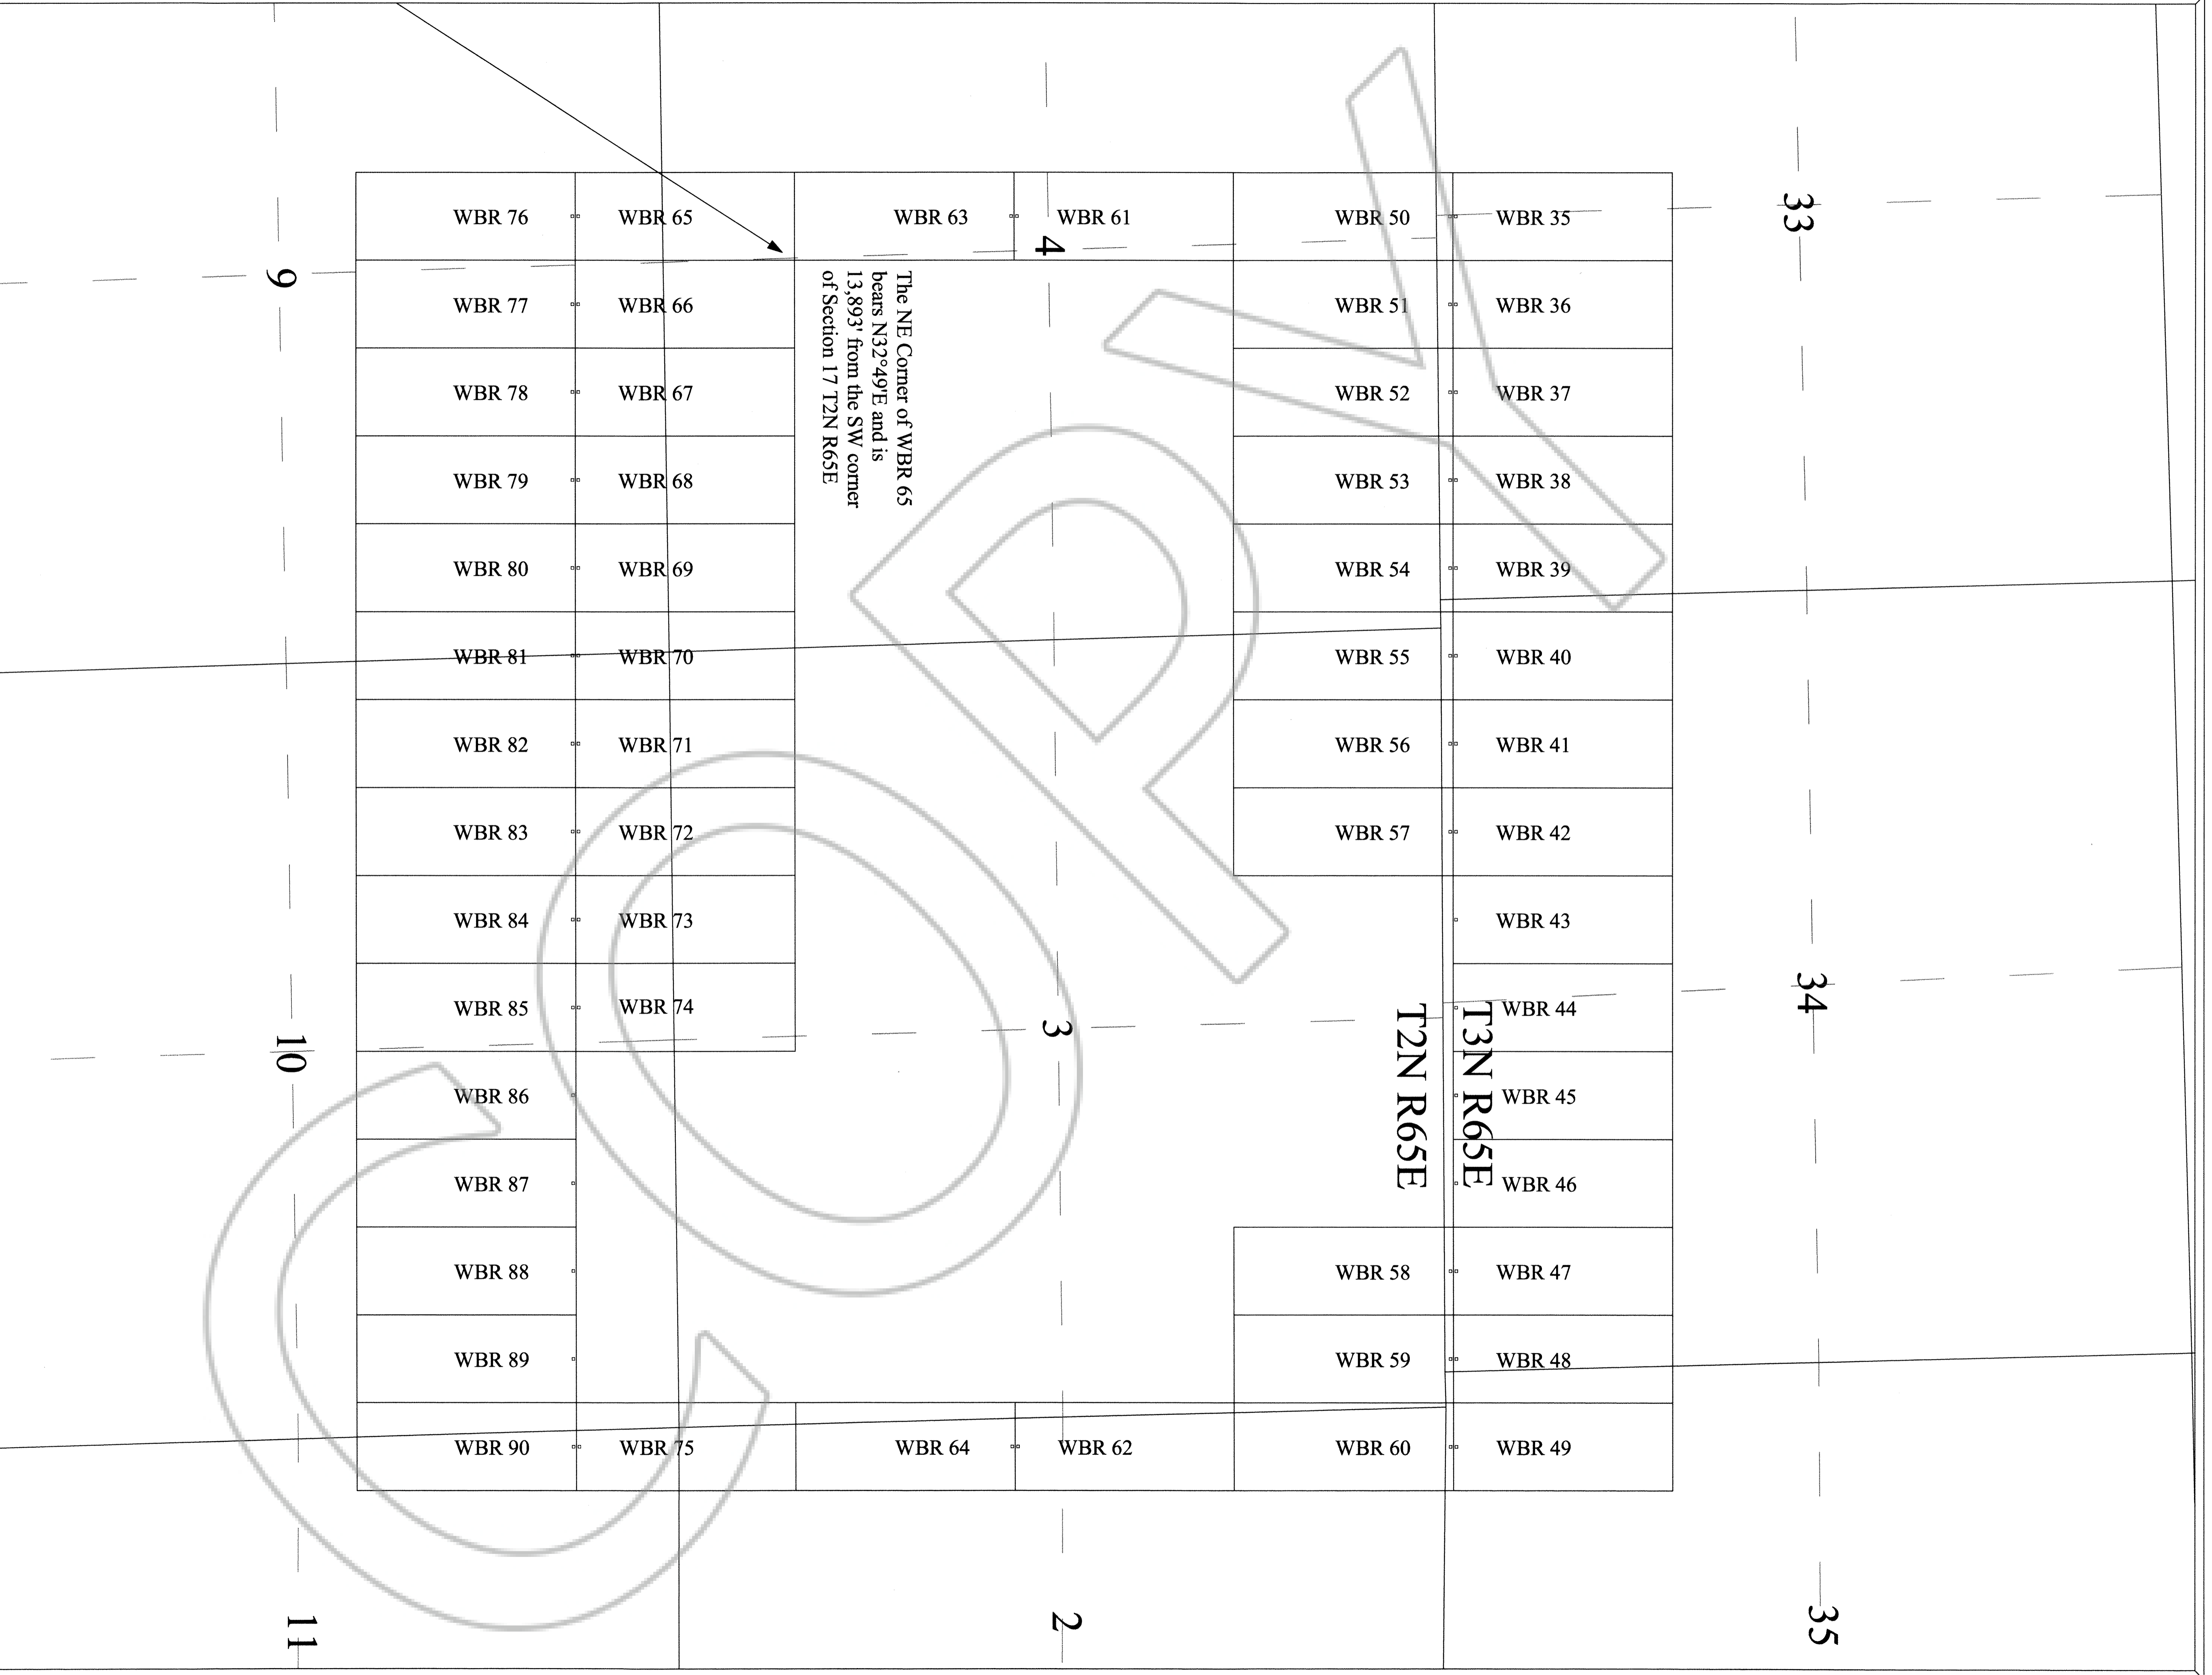 33
WBR 76
WBR 65
WBR 63
WBR 61
WBR 50
WBR 35
4
9
WBR 77
WBR 66
WBR 51
WBR 36
The NE Corner of WBR 65
bears N32°49'E and is
13,893' from the SW corner
of Section 17 T2N R65E
WBR 78
WBR 67
WBR 52
WBR 37
WBR 79
WBR 68
WBR 53
WBR 38
WBR 80
WBR 69
WBR 54
WBR 39
WBR 81
WBR 70
WBR 55
WBR 40
WBR 82
WBR 71
WBR 56
WBR 41
WBR 83
WBR 72
WBR 57
WBR 42
WBR 84
WBR 73
WBR 43
34
WBR 85
WBR 74
WBR 44
3
10
T3N R65E
T2N R65E
WBR 86
WBR 45
WBR 87
WBR 46
WBR 88
WBR 58
WBR 47
WBR 89
WBR 59
WBR 48
WBR 90
WBR 75
WBR 64
WBR 62
WBR 60
WBR 49
11
2
35
COPY